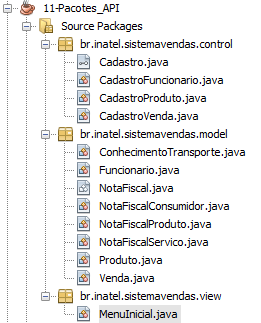 11-Pacotes_API
Source Packages
br.inatel.sistemavendas.control
Cadastro.java
CadastroFuncionario.java
CadastroProduto.java
CadastroVenda.java
br.inatel.sistemavendas.model
ConhecimentoTransporte.java
Funcionario.java
NotaFiscal.java
NotaFiscalConsumidor.java
NotaFiscalProduto.java
NotaFiscalServico.java
Produto.java
Venda.java
br.inatel.sistemavendas.view
MenuInicial.java